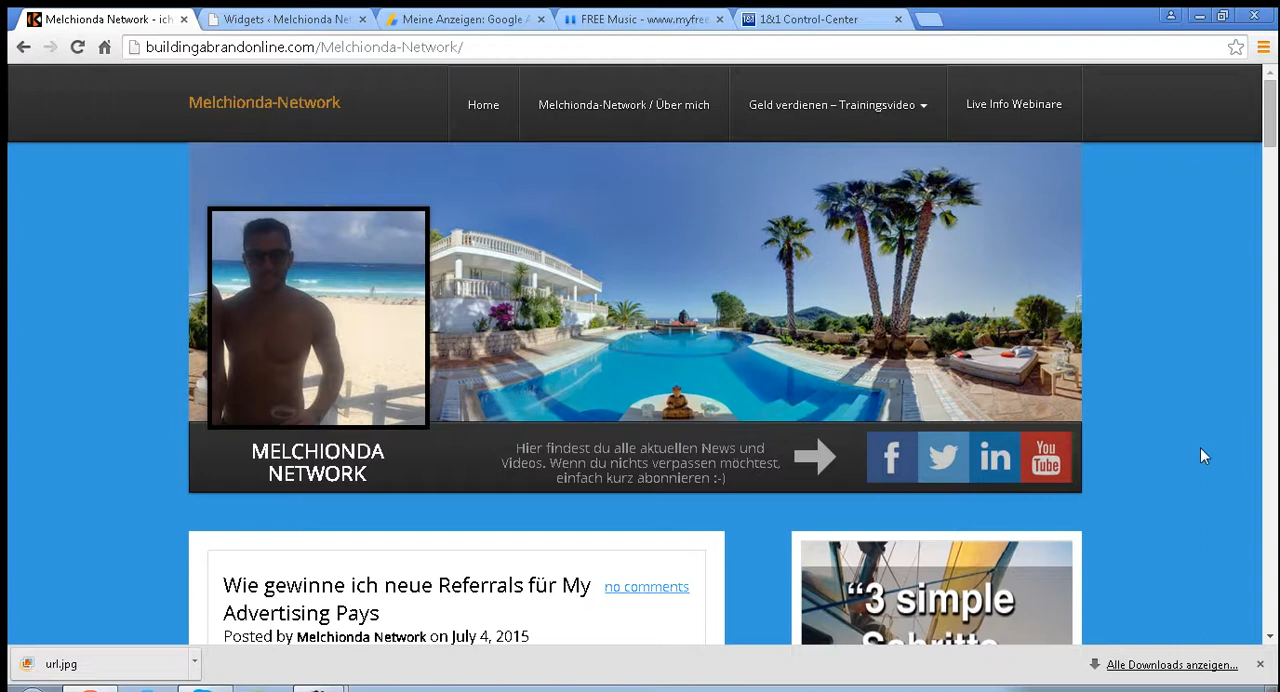 Melchionda Network - ich
Widgets ‹ Melchionda Ne
Meine Anzeigen: Google A
FREE Music - www.myfree
1&1 Control-Center
buildingabrandonline.com/Melchionda-Network/
Melchionda-Network
Home
Melchionda-Network / Über mich
Geld verdienen – Trainingsvideo
Live Info Webinare
MELCHIONDA
NETWORK
Hier findest du alle aktuellen News und
Videos. Wenn du nichts verpassen möchtest,
einfach kurz abonnieren :-)
f
in
You
Tube
Wie gewinne ich neue Referrals für My
Advertising Pays
no comments
Posted by Melchionda Network on July 4, 2015
“3 simple
Schritte
url.jpg
Alle Downloads anzeigen...